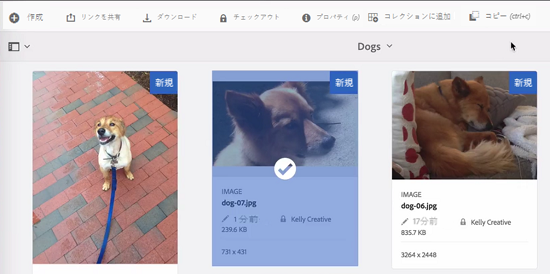 作成 リンクを共有 ダウンロード チェックアウト プロパティ (p) コレクションに追加 コピー (ctrl+c)
Dogs
新規 新規 新規
IMAGE
dog-07.jpg
1 分前 Kelly Creative
239.6 KB
731 x 431
IMAGE
dog-06.jpg
17分前 Kelly Creative
835.7 KB
3264 x 2448